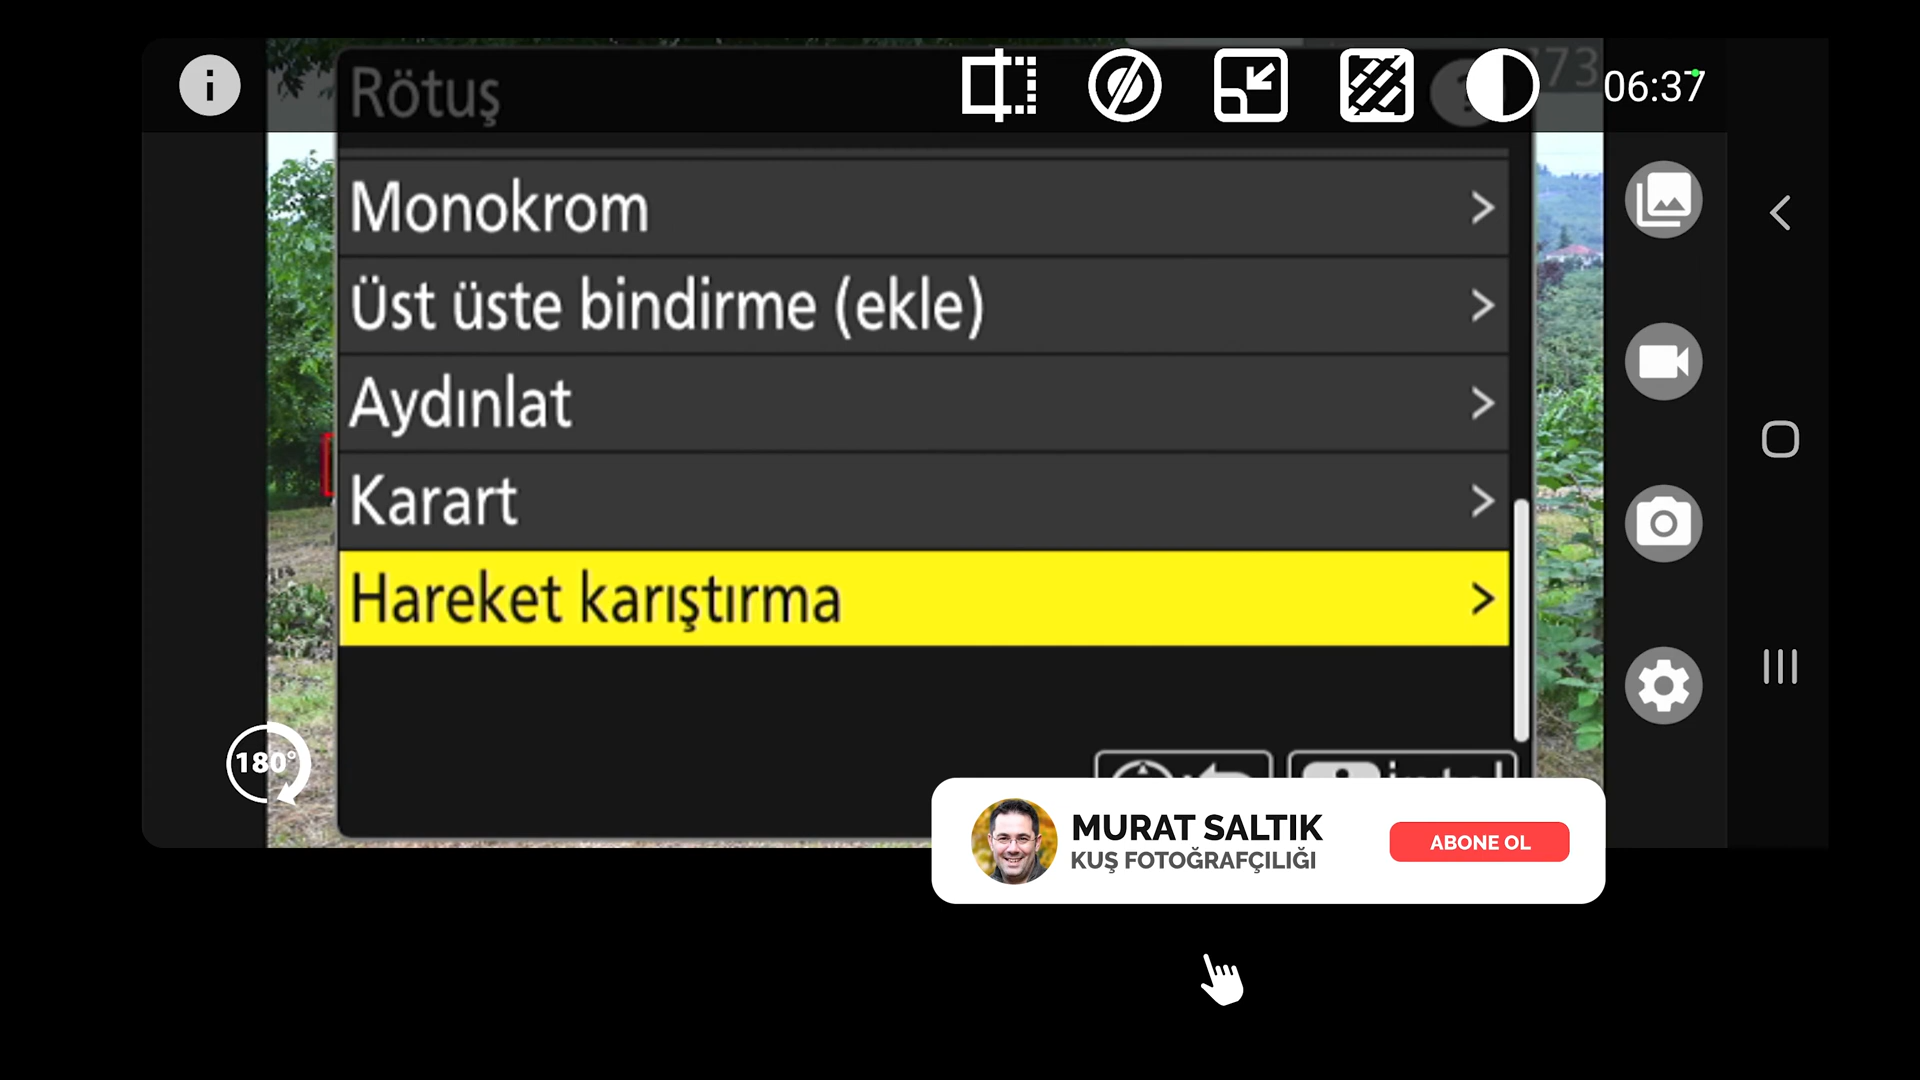 Rötuş
773
06:37
Monokrom
Üst üste bindirme (ekle)
Aydınlat
Karart
Hareket karıştırma
180°
MURAT SALTIK
KUŞ FOTOĞRAFÇILIĞI
ABONE OL